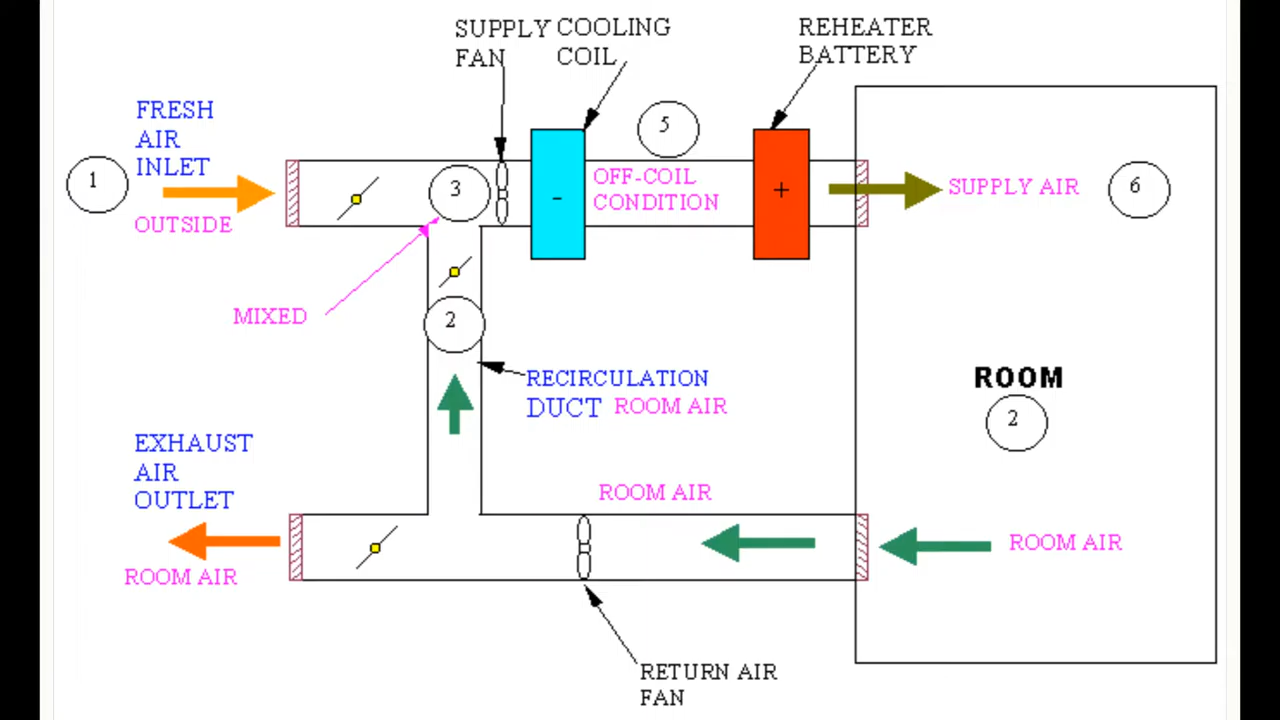 SUPPLY COOLING
FAN COIL
REHEATER
BATTERY
FRESH
AIR
INLET
1
OUTSIDE
3
5
OFF-COIL
CONDITION
-
+
SUPPLY AIR
6
MIXED
2
RECIRCULATION
DUCT ROOM AIR
ROOM
2
EXHAUST
AIR
OUTLET
ROOM AIR
ROOM AIR
ROOM AIR
RETURN AIR
FAN